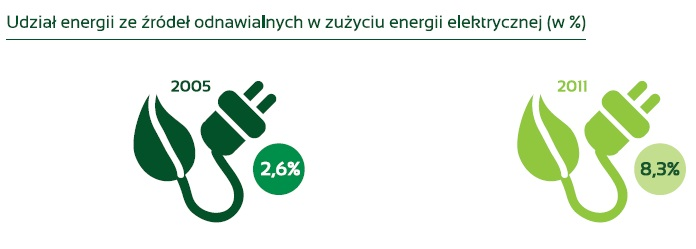 Udział energii ze źródeł odnawialnych w zużyciu energii elektrycznej (w %)
2005
2,6%
2011
8,3%